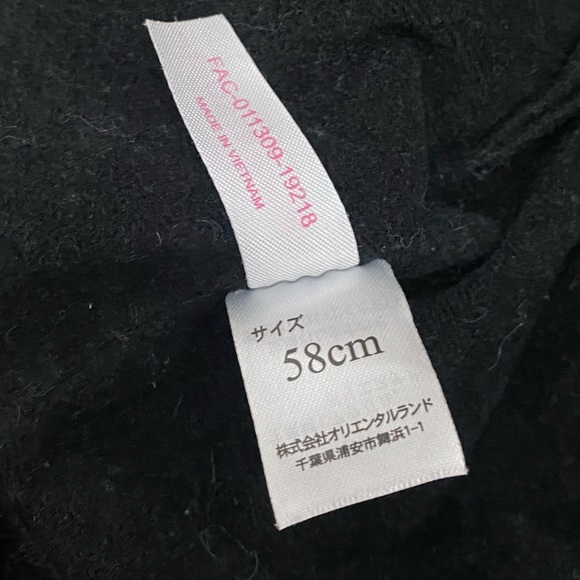 FAC-011309-19218
MADE IN VIETNAM
サイズ
58cm
株式会社オリエンタルランド
千葉県浦安市舞浜1-1